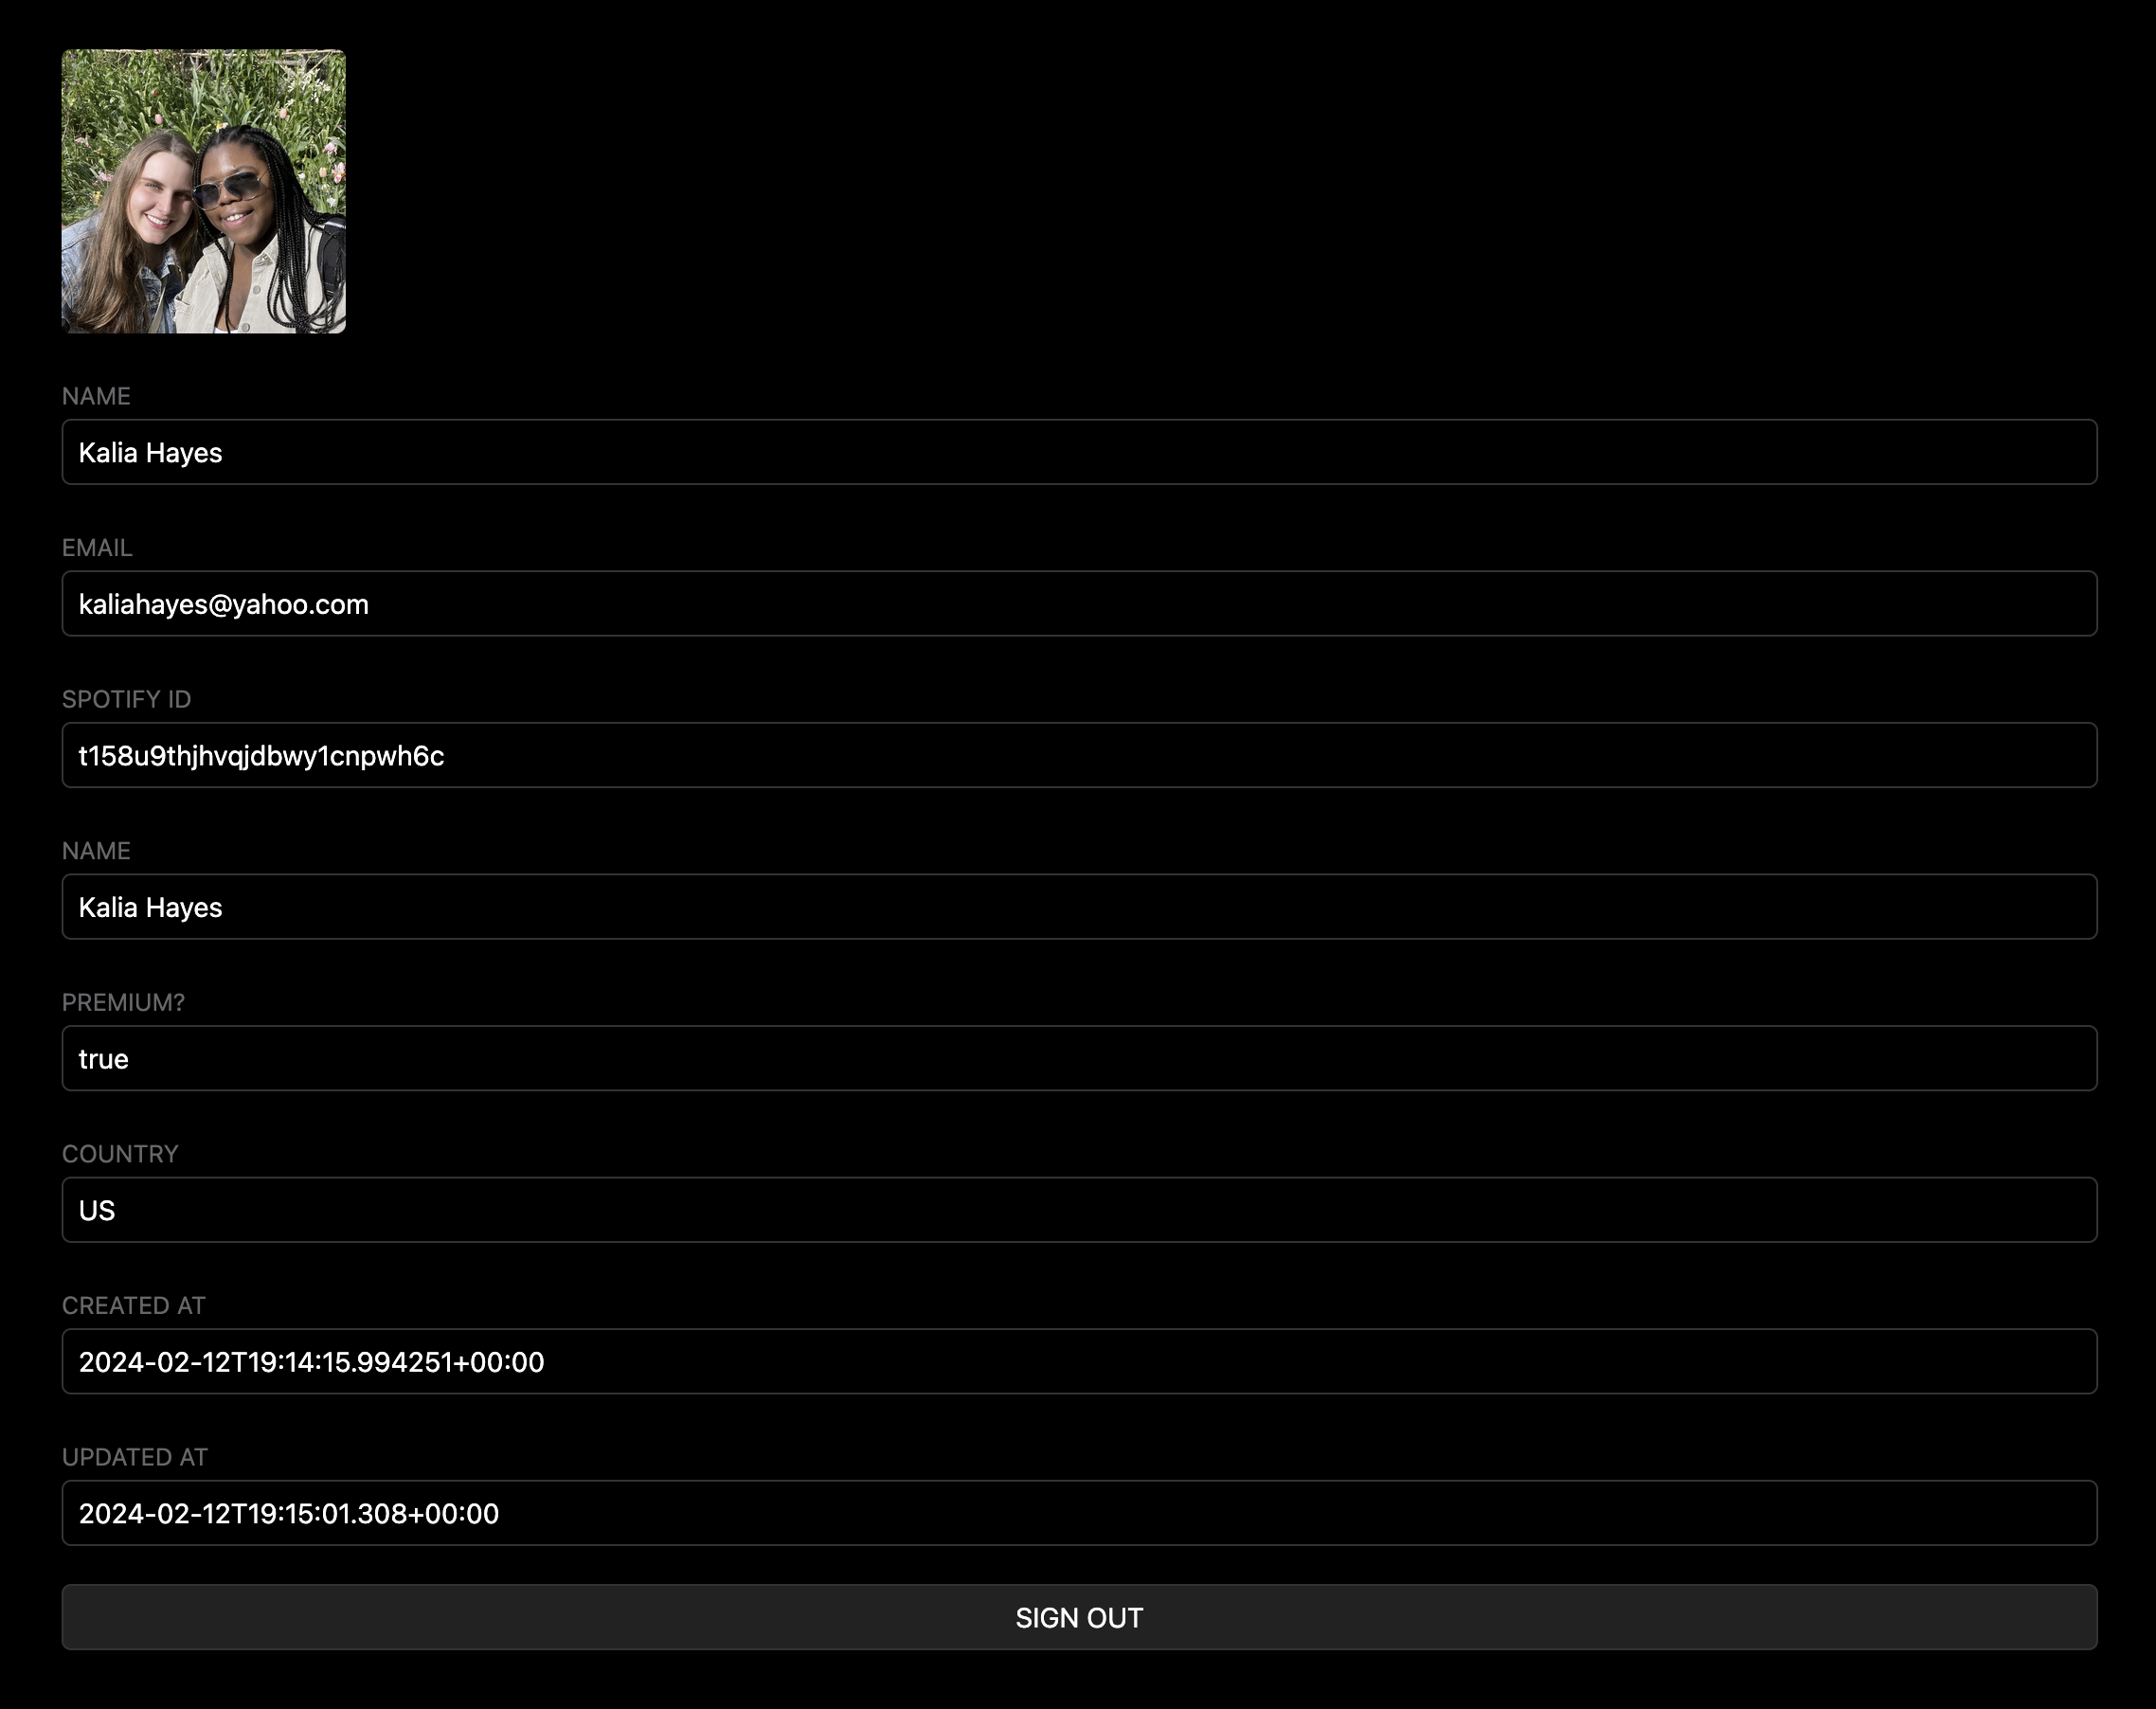 NAME
Kalia Hayes
EMAIL
kaliahayes@yahoo.com
SPOTIFY ID
t158u9thjhvqjdbwy1cnpwh6c
NAME
Kalia Hayes
PREMIUM?
true
COUNTRY
US
CREATED AT
2024-02-12T19:14:15.994251+00:00
UPDATED AT
2024-02-12T19:15:01.308+00:00
SIGN OUT